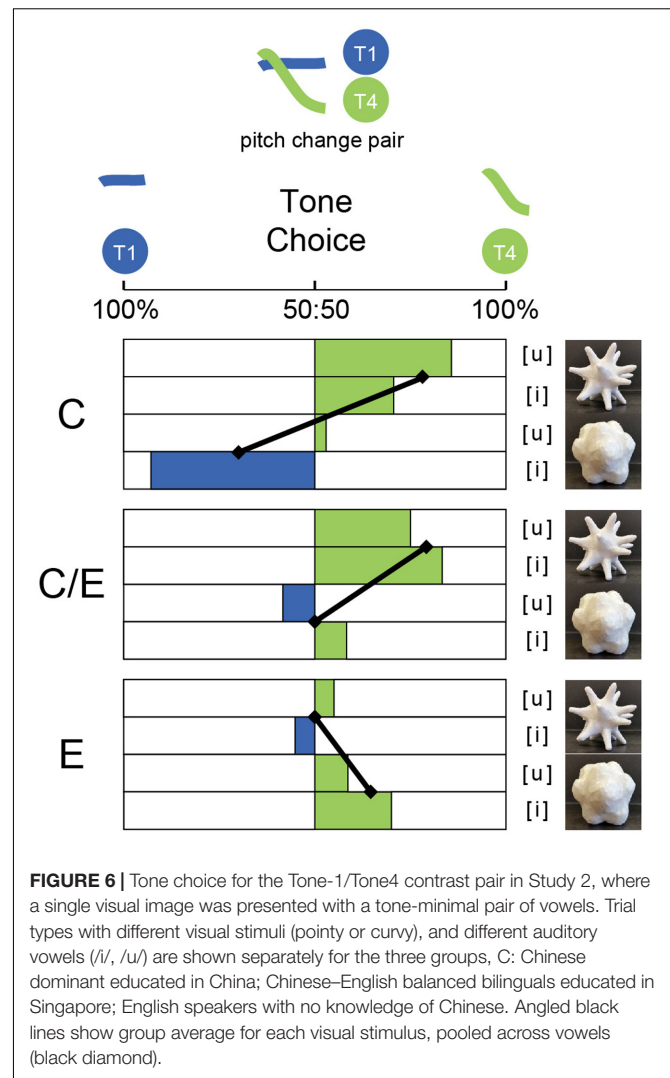 T1
T4
pitch change pair
Tone
Choice
T1
T4
100% 50:50 100%
C
[u]
[i]
[u]
[i]
C/E
[u]
[i]
[u]
[i]
E
[u]
[i]
[u]
[i]
FIGURE 6 | Tone choice for the Tone-1/Tone4 contrast pair in Study 2, where
a single visual image was presented with a tone-minimal pair of vowels. Trial
types with different visual stimuli (pointy or curvy), and different auditory
vowels (/i/, /u/) are shown separately for the three groups, C: Chinese
dominant educated in China; Chinese–English balanced bilinguals educated in
Singapore; English speakers with no knowledge of Chinese. Angled black
lines show group average for each visual stimulus, pooled across vowels
(black diamond).